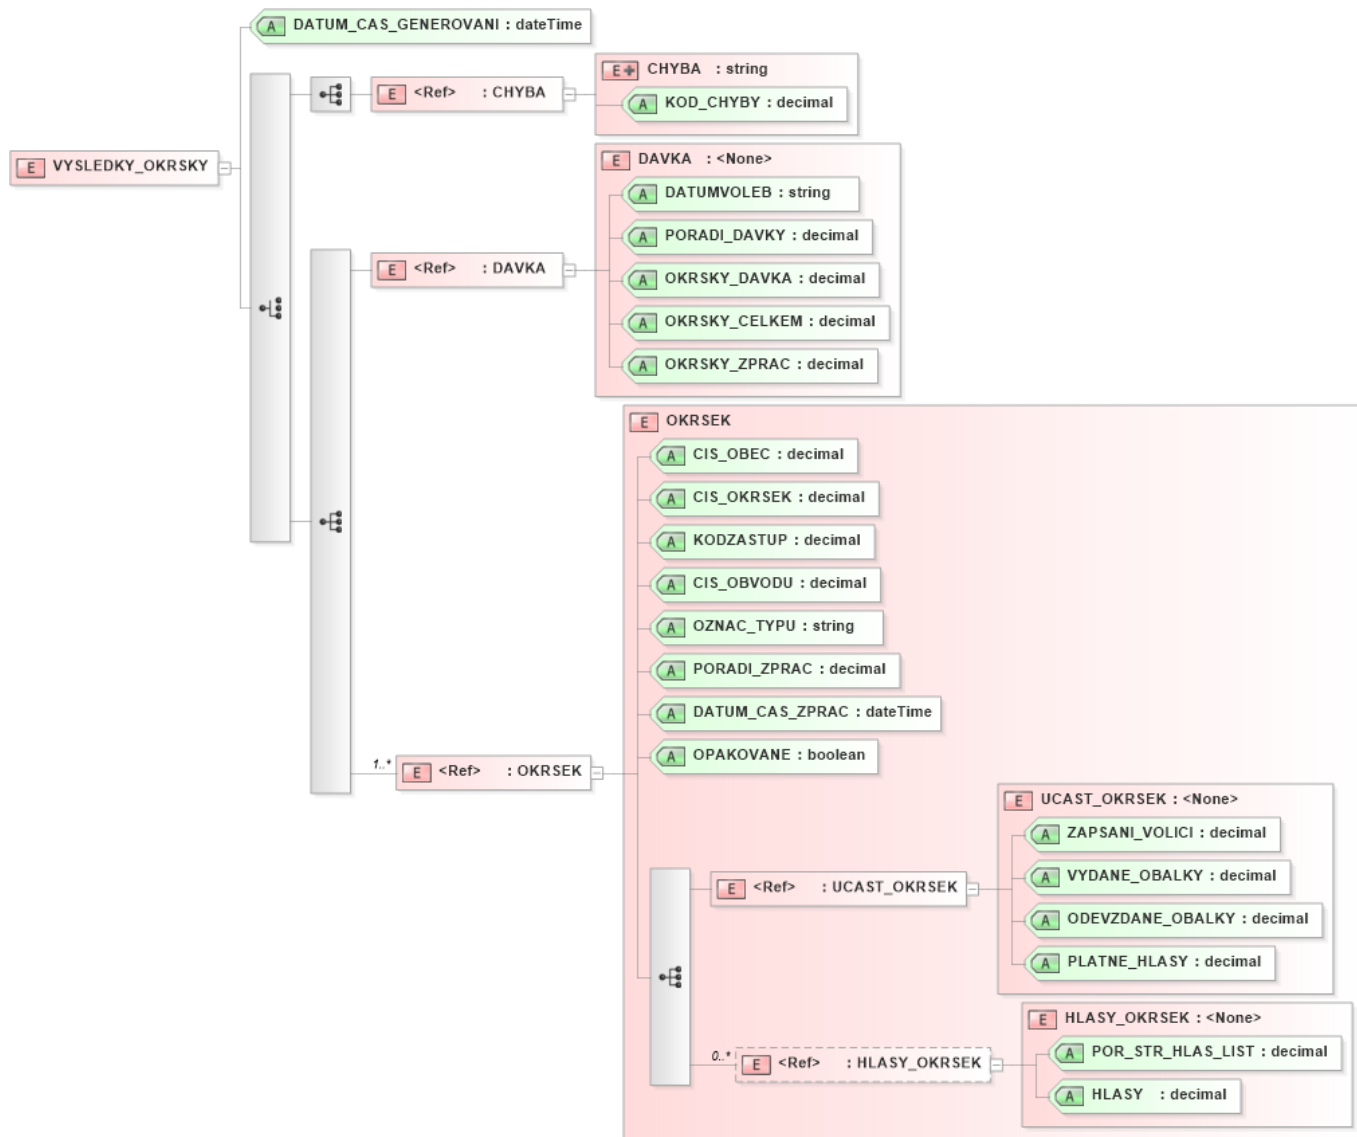 A DATUM_CAS_GENEROVANI : dateTime
E CHYBA : string
E <Ref> : CHYBA
A KOD_CHYBY : decimal
E VYSLEDKY_OKRSKY
E DAVKA : <None>
A DATUMVOLEB : string
A PORADI_DAVKY : decimal
E <Ref> : DAVKA
A OKRSKY_DAVKA : decimal
A OKRSKY_CELKEM : decimal
A OKRSKY_ZPRAC : decimal
E OKRSEK
A CIS_OBEC : decimal
A CIS_OKRSEK : decimal
A KODZASTUP : decimal
A CIS_OBVODU : decimal
A OZNAC_TYPU : string
A PORADI_ZPRAC : decimal
A DATUM_CAS_ZPRAC : dateTime
A OPAKOVANE : boolean
1..*
E <Ref> : OKRSEK
E UCAST_OKRSEK : <None>
A ZAPSANI_VOLICI : decimal
A VYDANE_OBALKY : decimal
E <Ref> : UCAST_OKRSEK
A ODEVZDANE_OBALKY : decimal
A PLATNE_HLASY : decimal
E HLASY_OKRSEK : <None>
A POR_STR_HLAS_LIST : decimal
0..*
E <Ref> : HLASY_OKRSEK
A HLASY : decimal